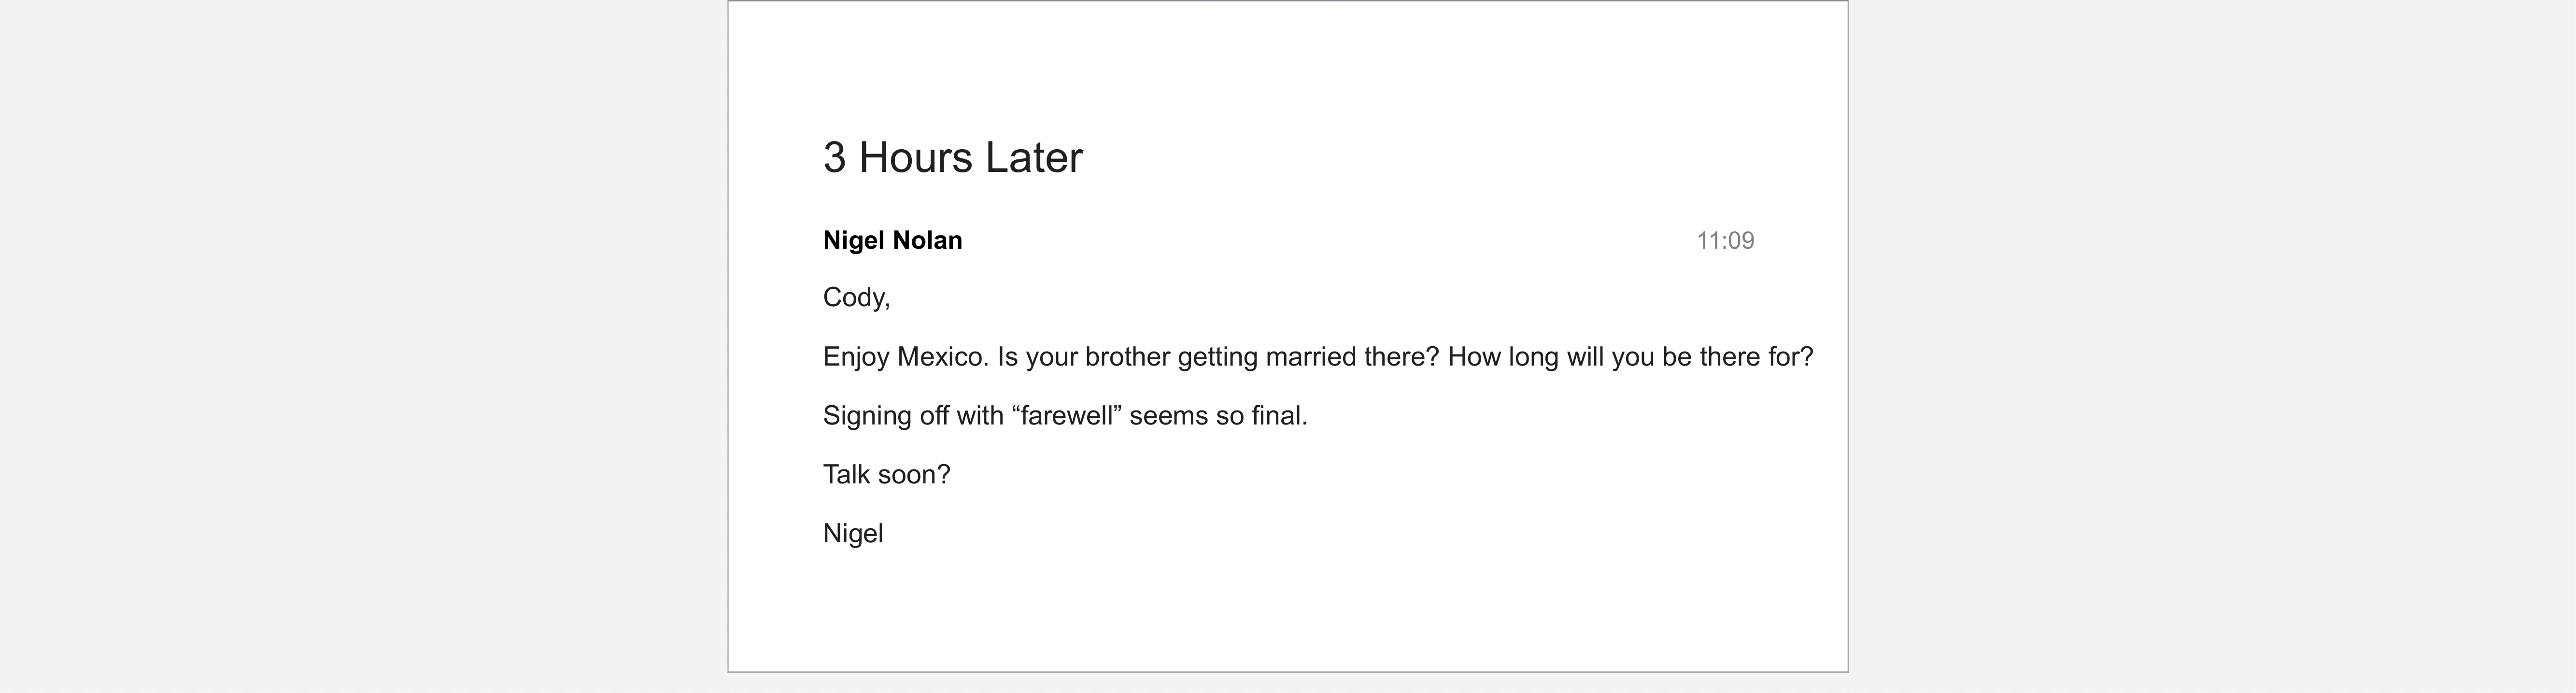 3 Hours Later
Nigel Nolan 11:09
Cody,
Enjoy Mexico. Is your brother getting married there? How long will you be there for?
Signing off with “farewell” seems so final.
Talk soon?
Nigel